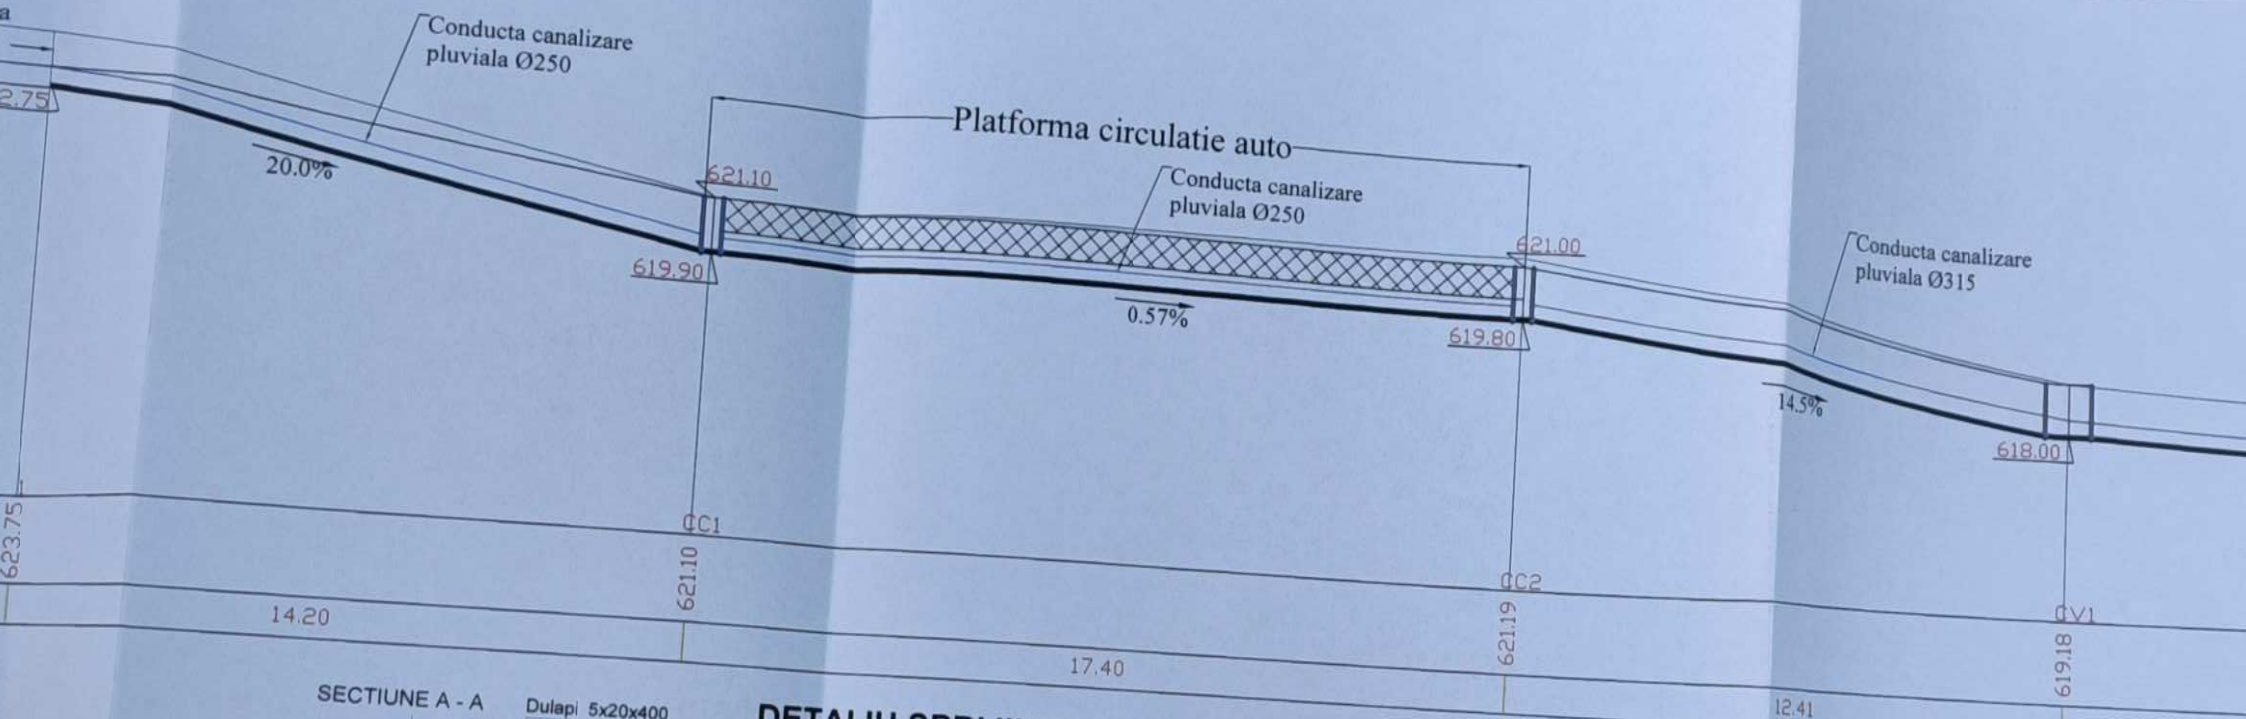 a
Conducta canalizare
pluviala Ø250
2.75
20.0%
Platforma circulatie auto
621.10
Conducta canalizare
pluviala Ø250
619.90
621.00
0.57%
619.80
Conducta canalizare
pluviala Ø315
14.5%
618.00
623.75
CC1
621.10
CC2
621.19
CV1
619.18
14.20
17.40
12.41
SECTIUNE A - A
Dulapi 5x20x400
DETALIU